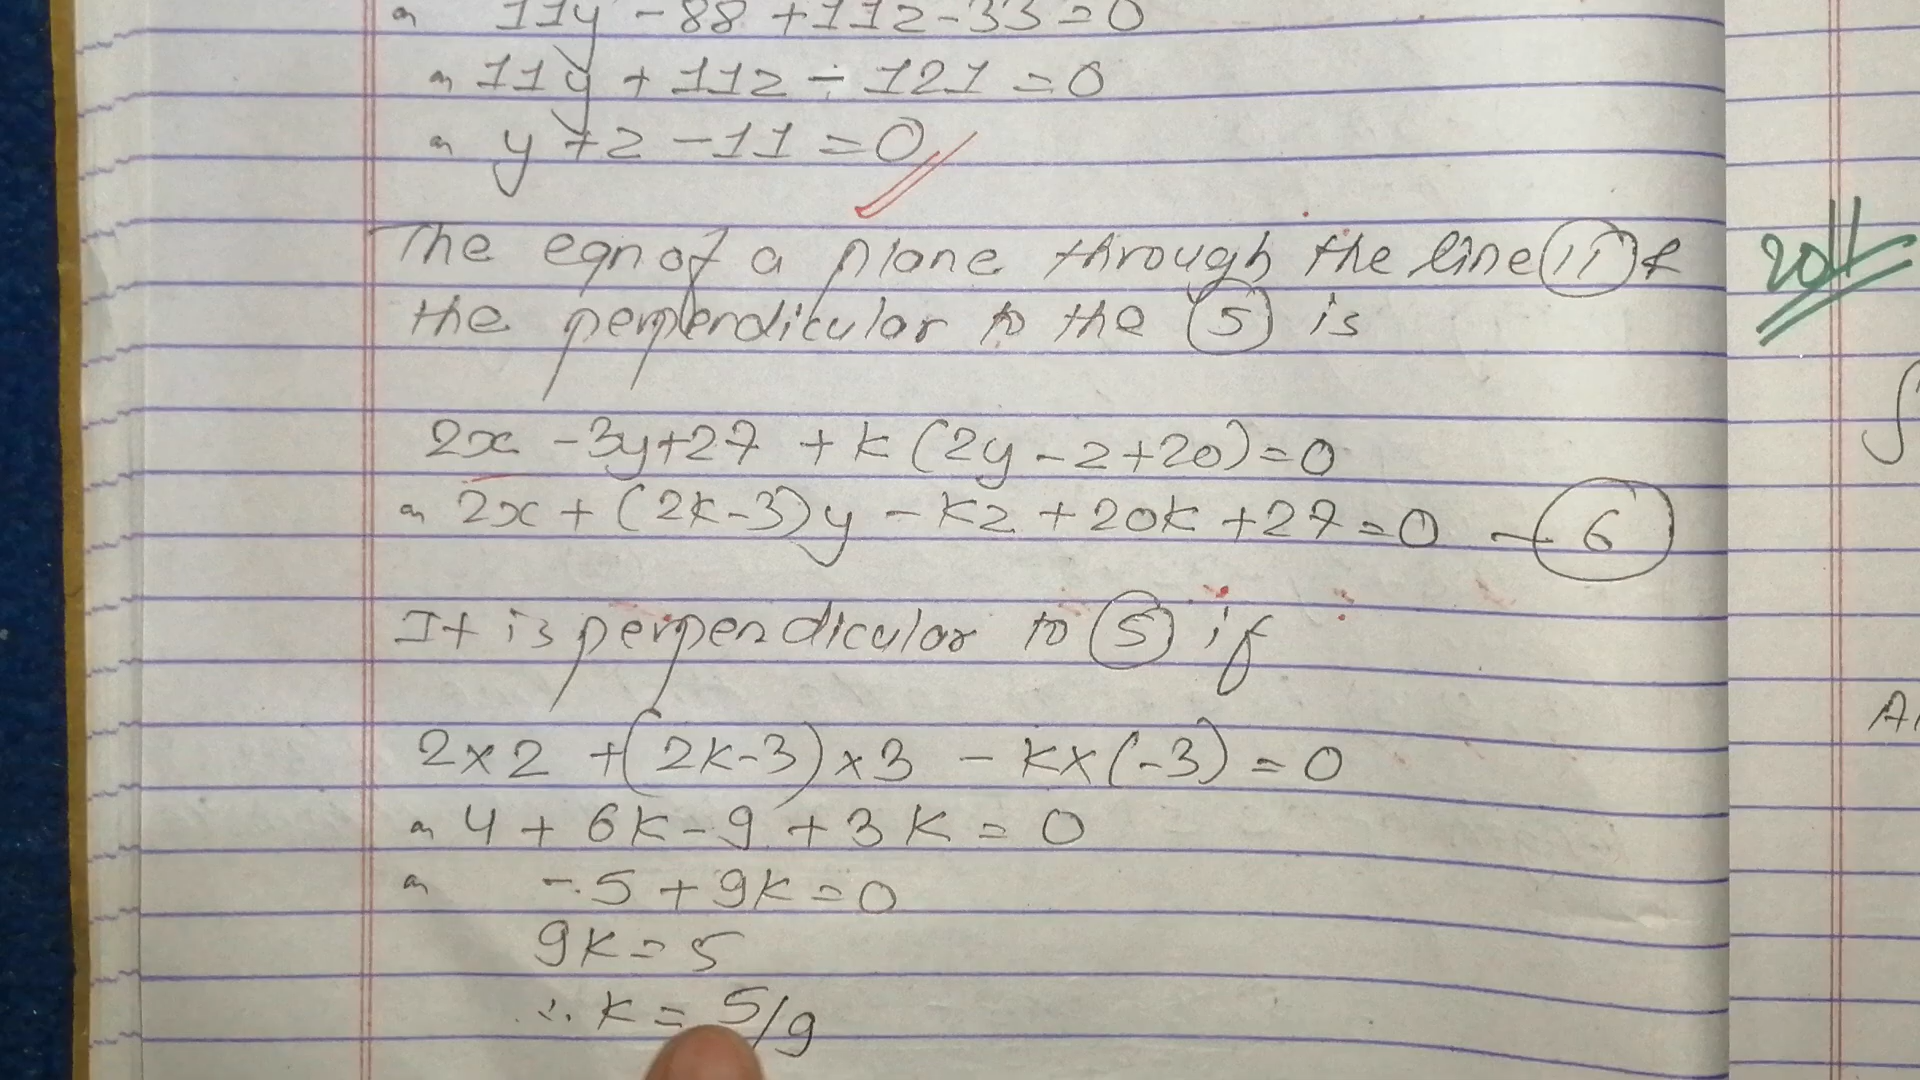 11y - 88 + 11z - 33 = 0
11y + 11z - 121 = 0
y + z - 11 = 0
The eqn of a plane through the line (ii) &
the perpendicular to the (5) is
2x - 3y + 27 + k (2y - z + 20) = 0
2x + (2k - 3)y - kz + 20k + 27 = 0 - (6)
It is perpendicular to (5) if
2 × 2 + (2k - 3) × 3 - k × (-3) = 0
4 + 6k - 9 + 3k = 0
-5 + 9k = 0
9k = 5
∴ k = 5/9